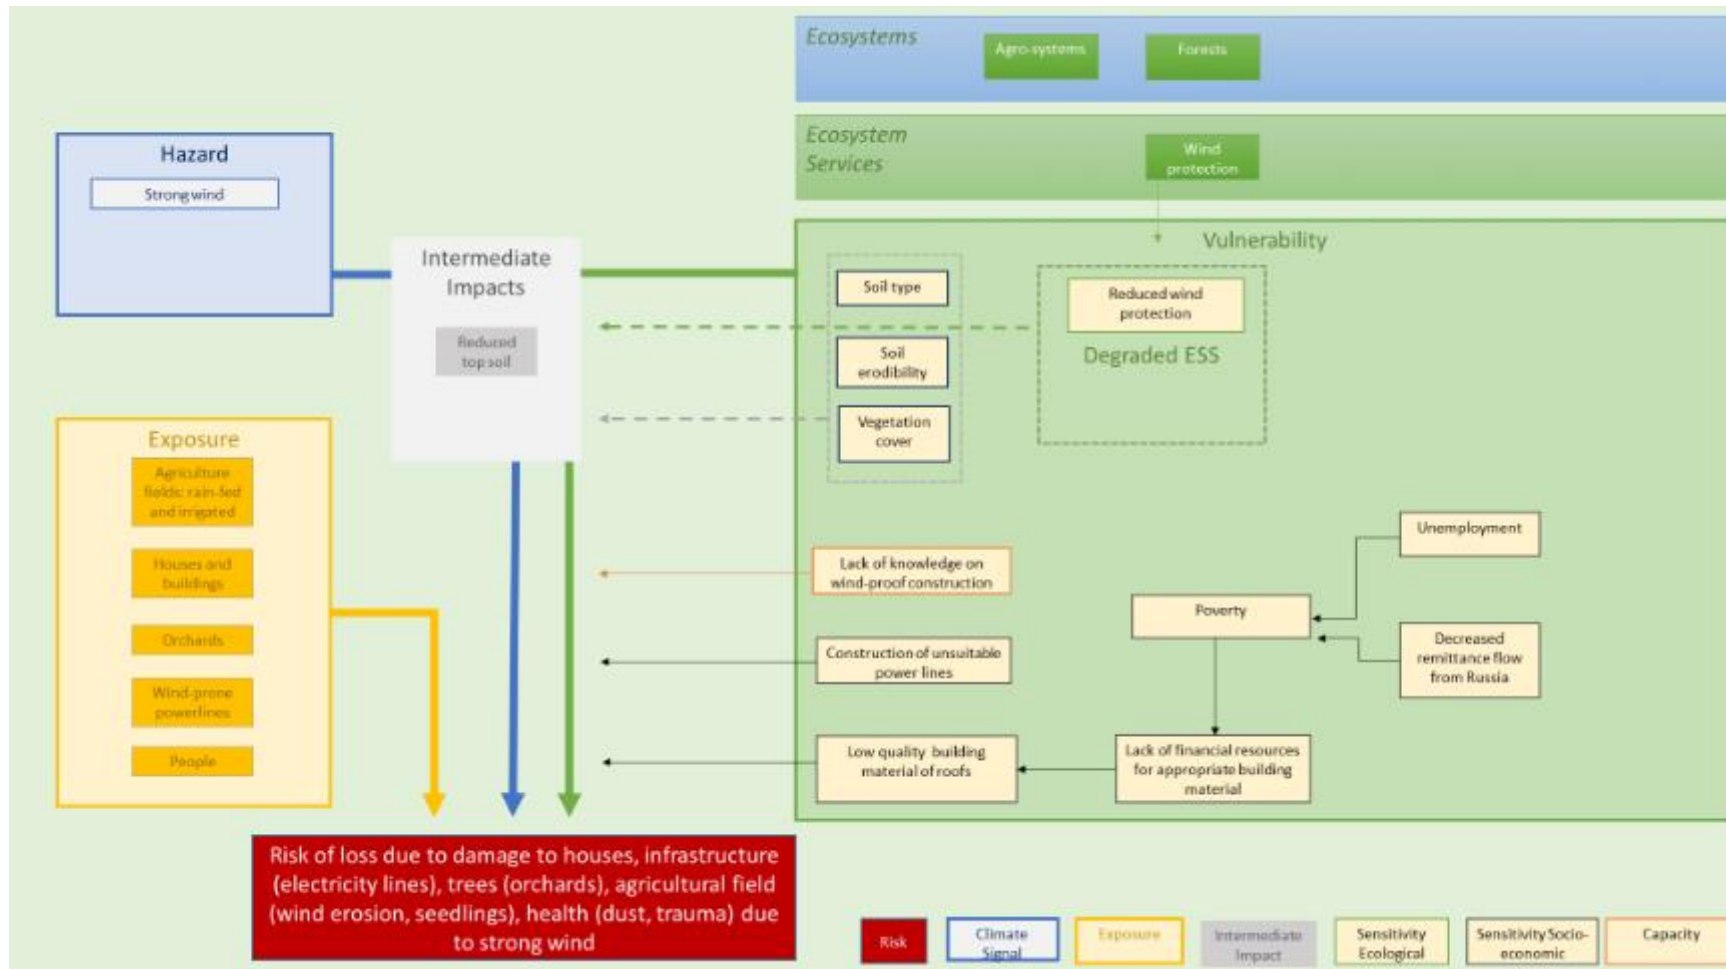 Ecosystems
Agro-systems
Forests
Ecosystem
Services
Wind
protection
Hazard
Strong wind
Intermediate
Impacts
Reduced
top soil
Vulnerability
Soil type
Soil
erodibility
Vegetation
cover
Reduced wind
protection
Degraded ESS
Exposure
Agriculture
fields: rain-fed
and irrigated
Houses and
buildings
Orchards
Wind-prone
powerlines
People
Lack of knowledge on
wind-proof construction
Construction of unsuitable
power lines
Low quality building
material of roofs
Unemployment
Poverty
Decreased
remittance flow
from Russia
Lack of financial resources
for appropriate building
material
Risk of loss due to damage to houses, infrastructure
(electricity lines), trees (orchards), agricultural field
(wind erosion, seedlings), health (dust, trauma) due
to strong wind
Risk
Climate
Signal
Exposure
Intermediate
Impact
Sensitivity
Ecological
Sensitivity Socio-
economic
Capacity